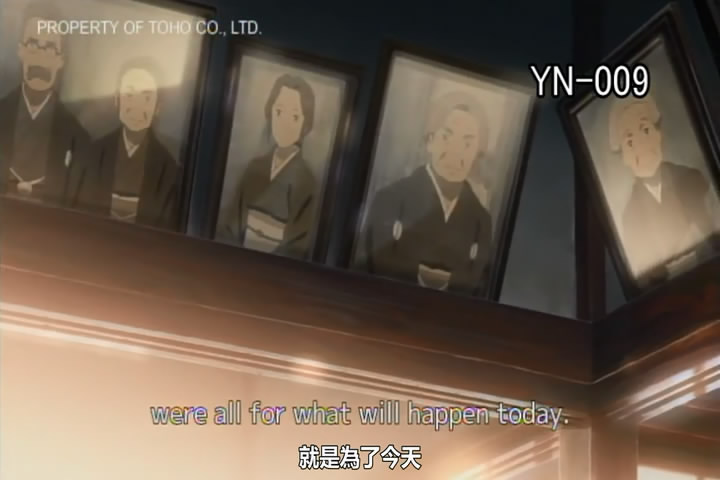 PROPERTY OF TOHO CO., LTD.
YN-009
were all for what will happen today.
就是為了今天